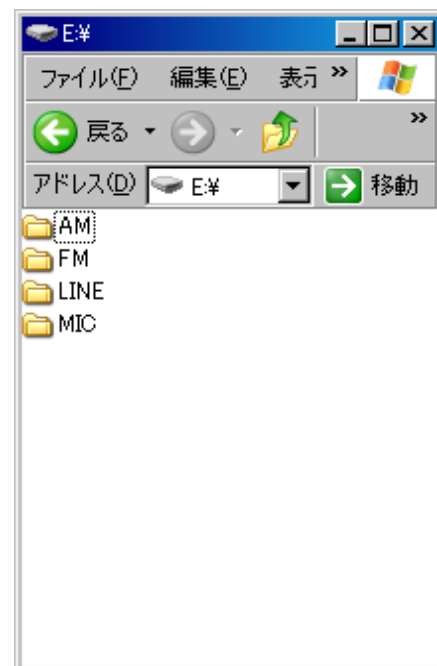 E:¥
ファイル(F) 編集(E) 表示 »
戻る »
アドレス(D) E:¥ 移動
AM
FM
LINE
MIC